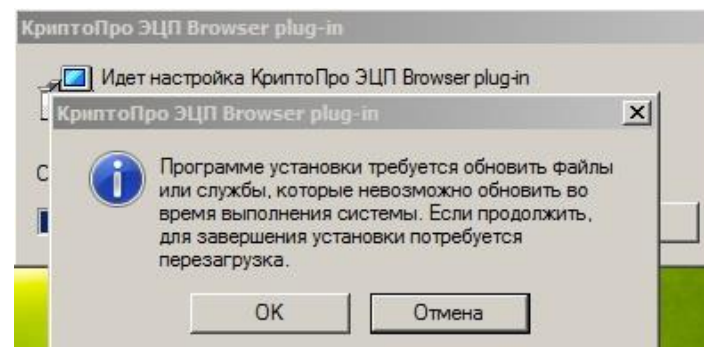 КриптоПро ЭЦП Browser plug-in
Идет настройка КриптоПро ЭЦП Browser plug-in
КриптоПро ЭЦП Browser plug-in
Программе установки требуется обновить файлы
или службы, которые невозможно обновить во
время выполнения системы. Если продолжить,
для завершения установки потребуется
перезагрузка.
OK
Отмена